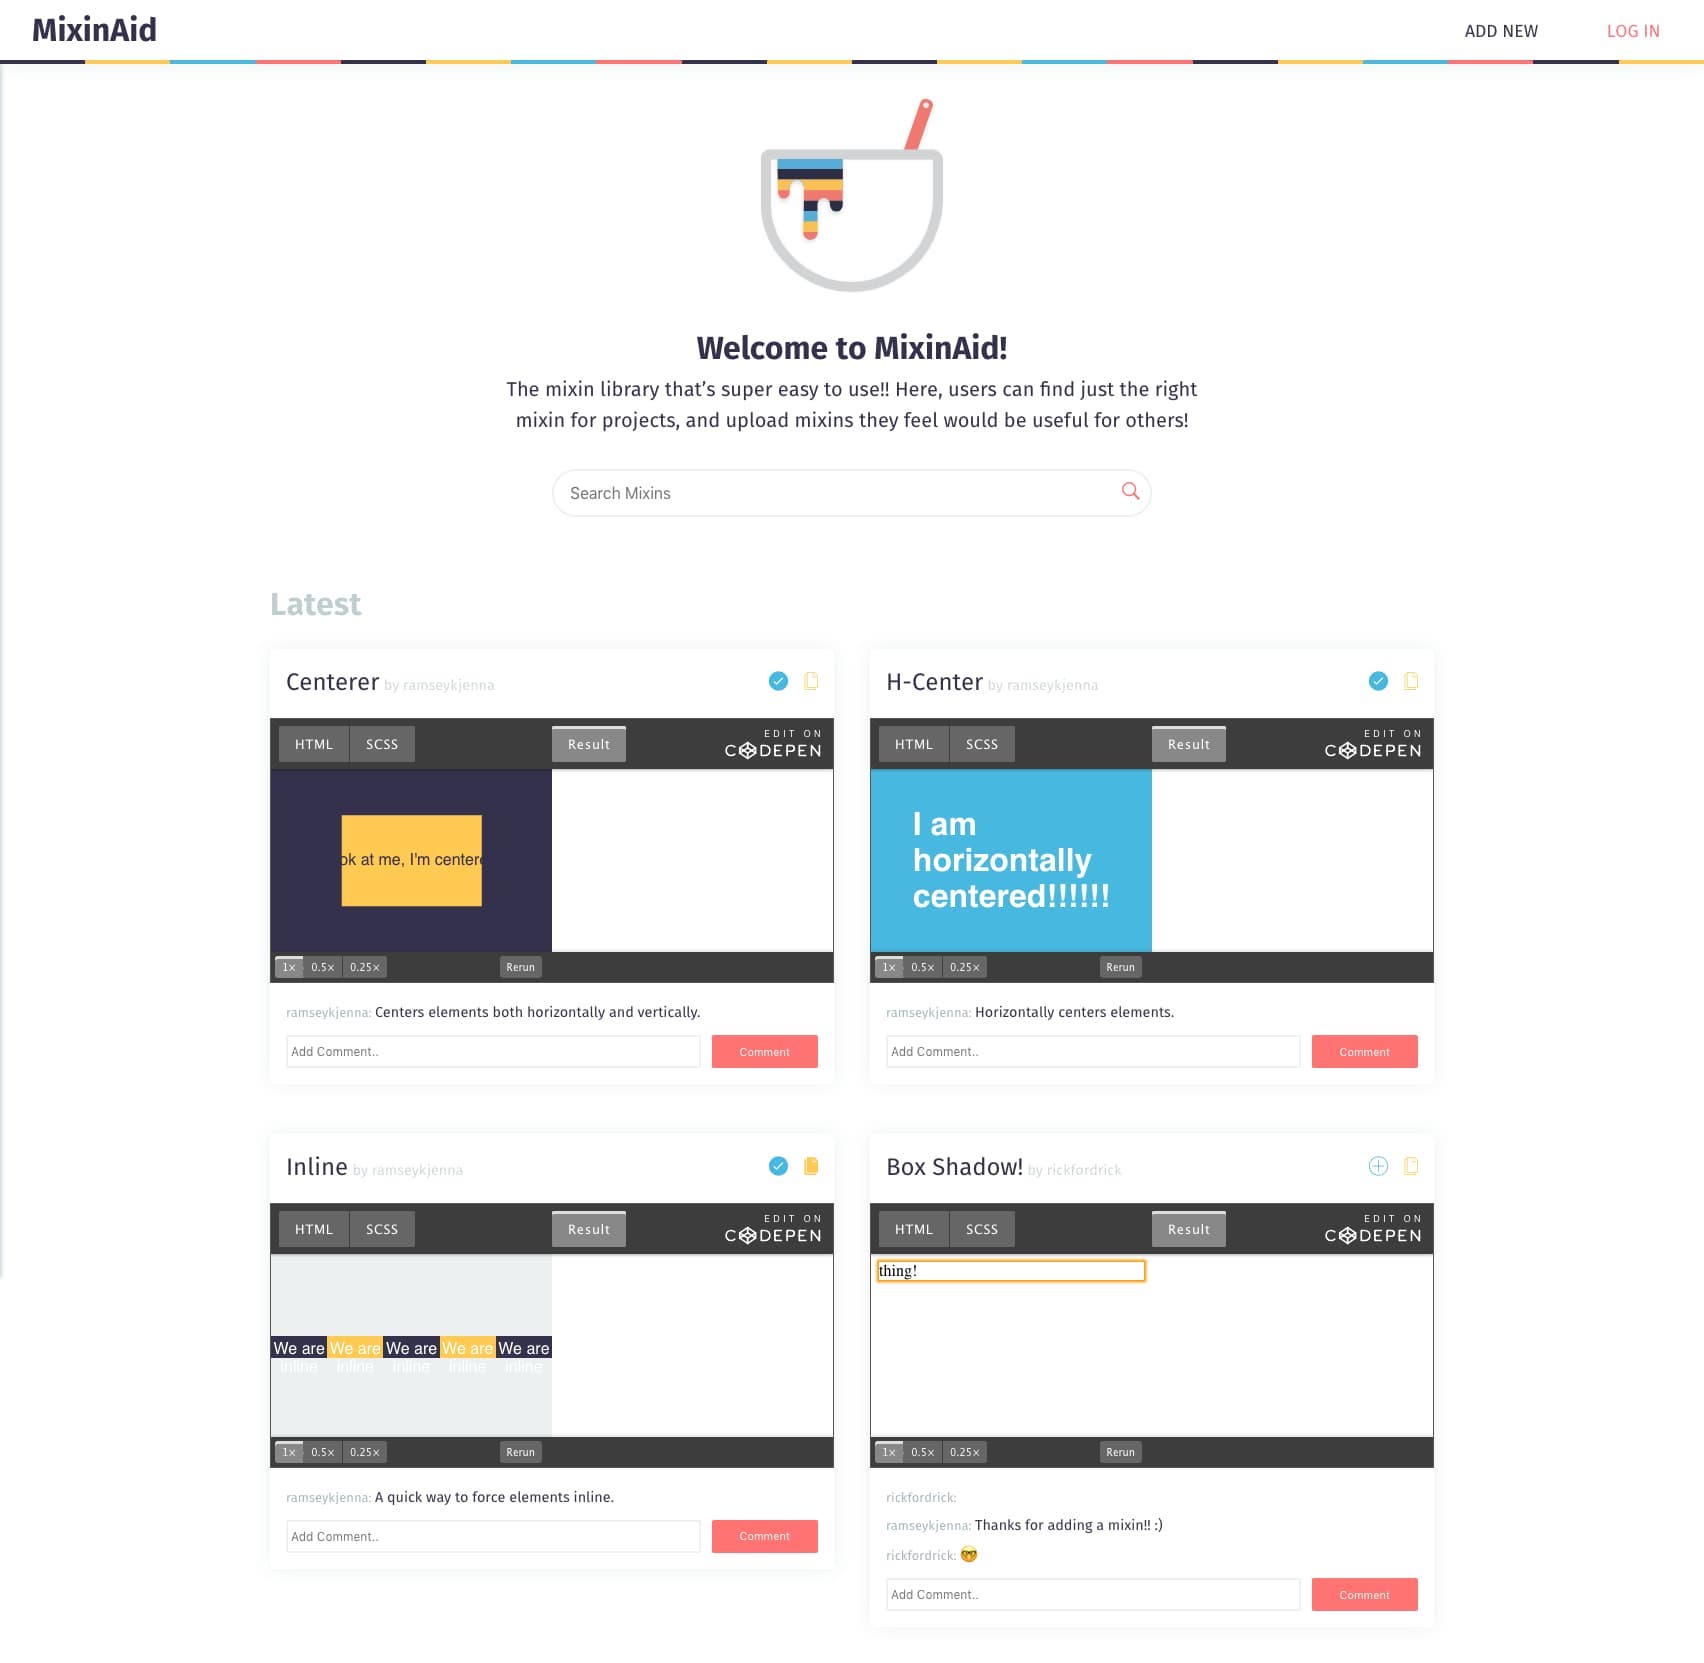 MixinAid
ADD NEW
LOG IN
Welcome to MixinAid!
The mixin library that’s super easy to use!! Here, users can find just the right
mixin for projects, and upload mixins they feel would be useful for others!
Search Mixins
Latest
Centerer by ramseykjenna
HTML
SCSS
Result
EDIT ON
CODEPEN
ok at me, I'm center
1×
0.5×
0.25×
Rerun
ramseykjenna: Centers elements both horizontally and vertically.
Add Comment..
Comment
H-Center by ramseykjenna
HTML
SCSS
Result
EDIT ON
CODEPEN
I am
horizontally
centered!!!!!!
1×
0.5×
0.25×
Rerun
ramseykjenna: Horizontally centers elements.
Add Comment..
Comment
Inline by ramseykjenna
HTML
SCSS
Result
EDIT ON
CODEPEN
We are We are We are We are We are
inline inline inline inline inline
1×
0.5×
0.25×
Rerun
ramseykjenna: A quick way to force elements inline.
Add Comment..
Comment
Box Shadow! by rickfordrick
HTML
SCSS
Result
EDIT ON
CODEPEN
thing!
1×
0.5×
0.25×
Rerun
rickfordrick:
ramseykjenna: Thanks for adding a mixin!! :)
rickfordrick: 🤓
Add Comment..
Comment